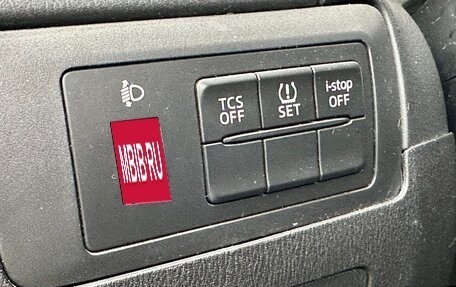 TCS
OFF
SET
i-stop
OFF
MBIB·RU